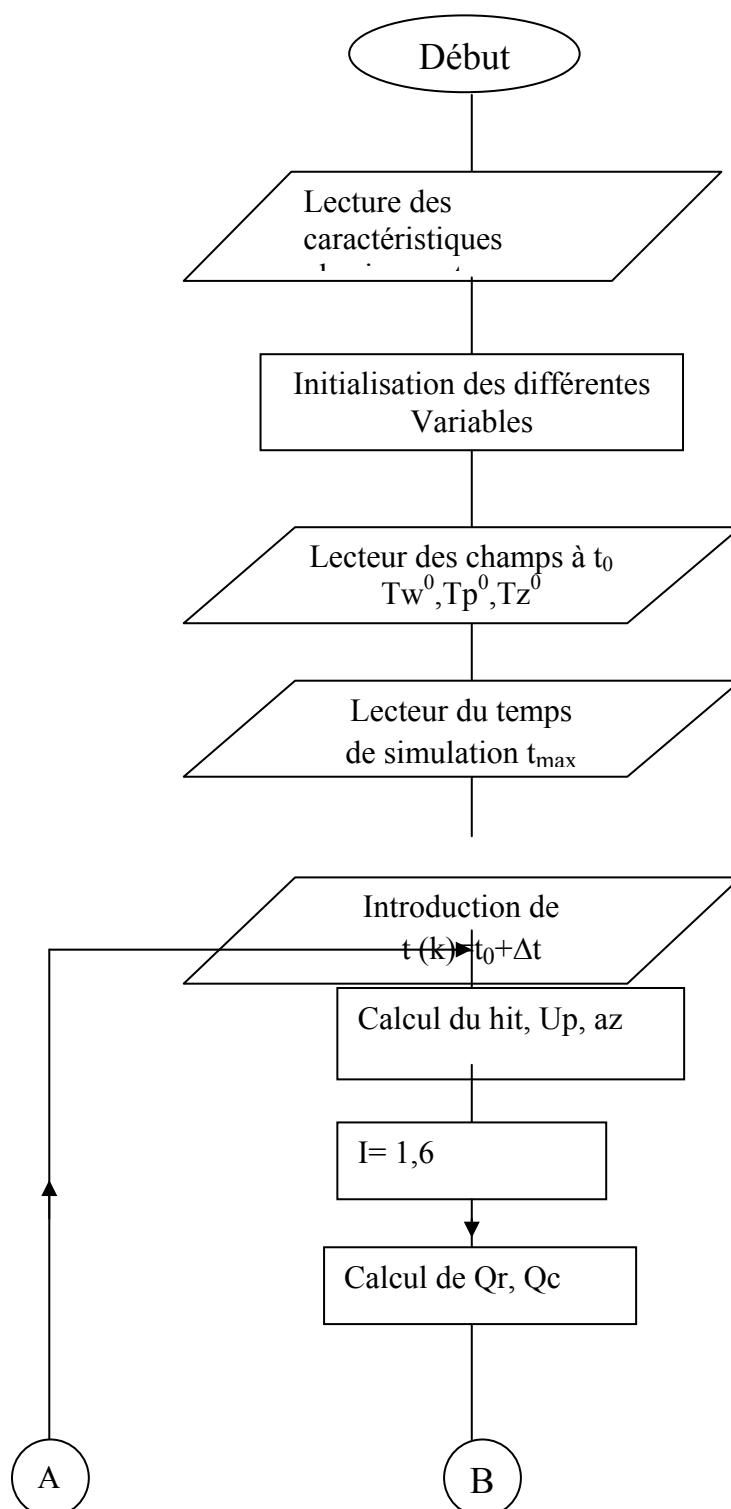 Début
Lecture des
caractéristiques
Initialisation des différentes
Variables
Lecteur des champs à t₀
Tw⁰,Tp⁰,Tz⁰
Lecteur du temps
de simulation tmax
Introduction de
t (k)=t₀+Δt
Calcul du hit, Up, az
I= 1,6
Calcul de Qr, Qc
A
B